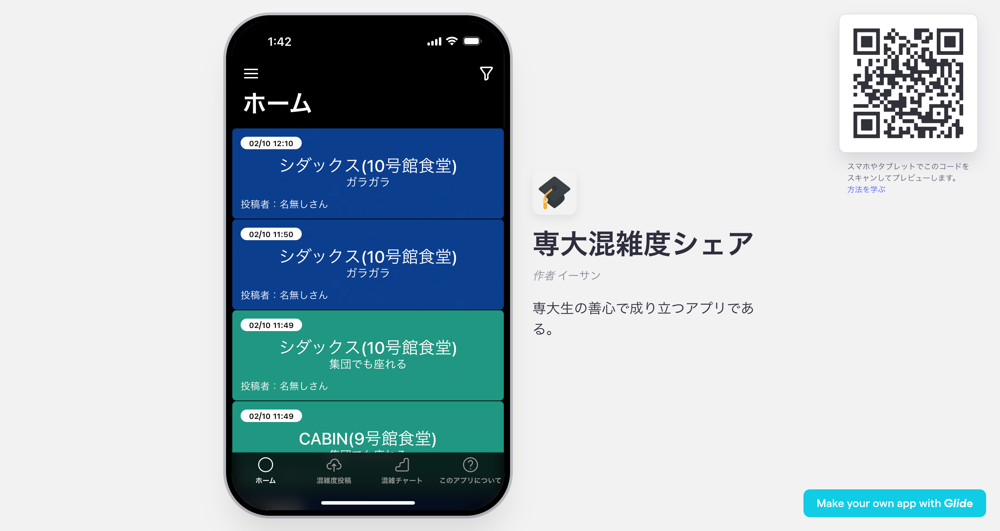 1:42
ホーム
02/10 12:10
シダックス(10号館食堂)
ガラガラ
投稿者：名無しさん
02/10 11:50
シダックス(10号館食堂)
ガラガラ
投稿者：名無しさん
02/10 11:49
シダックス(10号館食堂)
集団でも座れる
投稿者：名無しさん
02/10 11:49
CABIN(9号館食堂)
集団でも座れる
ホーム
混雑度投稿
混雑チャート
このアプリについて
専大混雑度シェア
作者 イーサン
専大生の善心で成り立つアプリであ
る。
スマホやタブレットでこのコードを
スキャンしてプレビューします。
方法を学ぶ
Make your own app with Glide